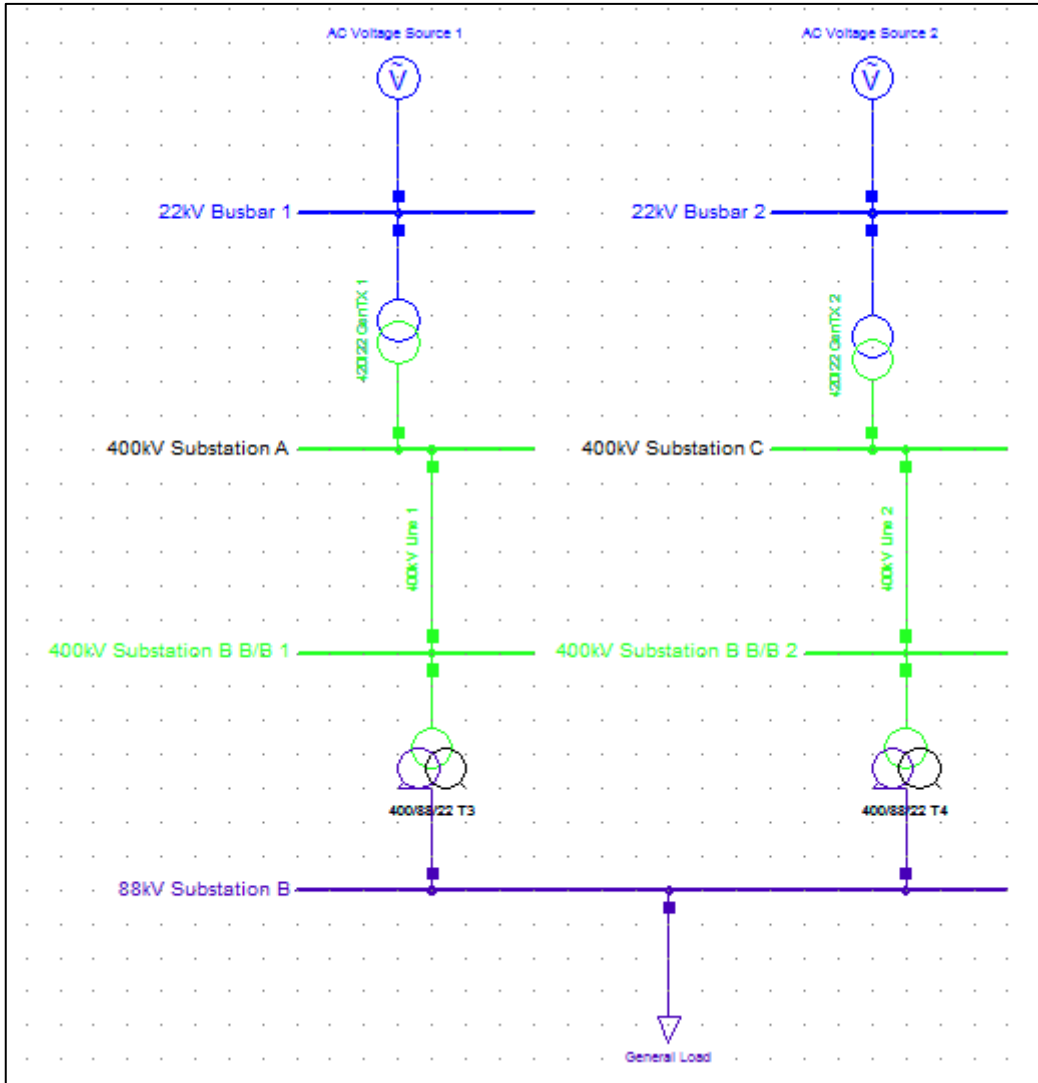 AC Voltage Source 1
AC Voltage Source 2
Ṽ
Ṽ
22kV Busbar 1
22kV Busbar 2
420/22 GenTX 1
420/22 GenTX 2
400kV Substation A
400kV Substation C
400kV Line 1
400kV Line 2
400kV Substation B B/B 1
400kV Substation B B/B 2
400/88/22 T3
400/88/22 T4
88kV Substation B
General Load